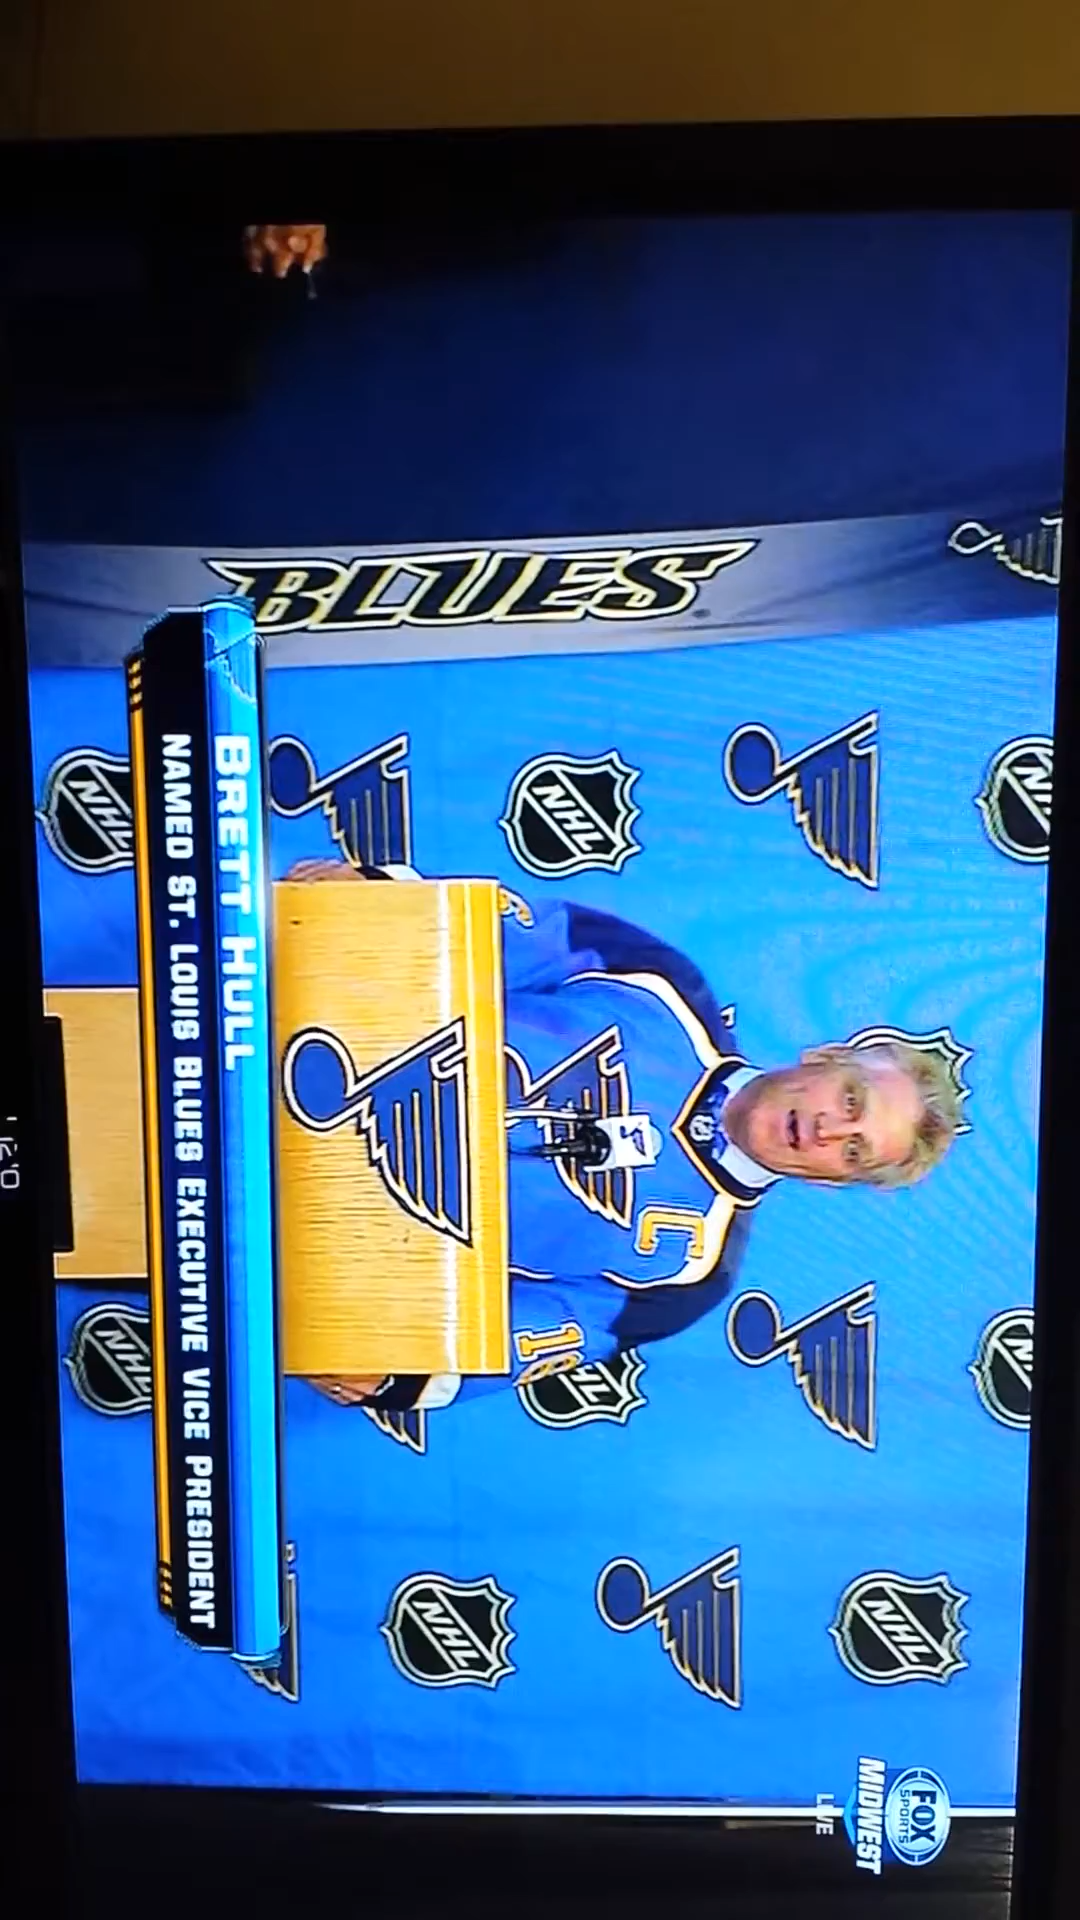 BLUES
NHL
NHL
NHL
NHL
NHL
NHL
NHL
C
16
BRETT HULL
NAMED ST. LOUIS BLUES EXECUTIVE VICE PRESIDENT
FOX
SPORTS
MIDWEST
LIVE